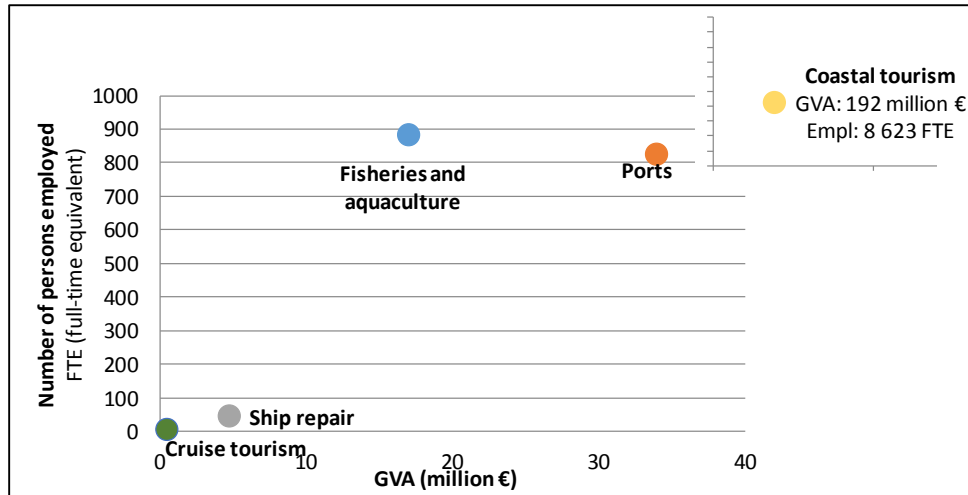 Coastal tourism
GVA: 192 million €
Empl: 8 623 FTE
Number of persons employed
FTE (full-time equivalent)
1000
900
800
700
600
500
400
300
200
100
0
Fisheries and
aquaculture
Ports
Ship repair
Cruise tourism
0
10
20
30
40
GVA (million €)